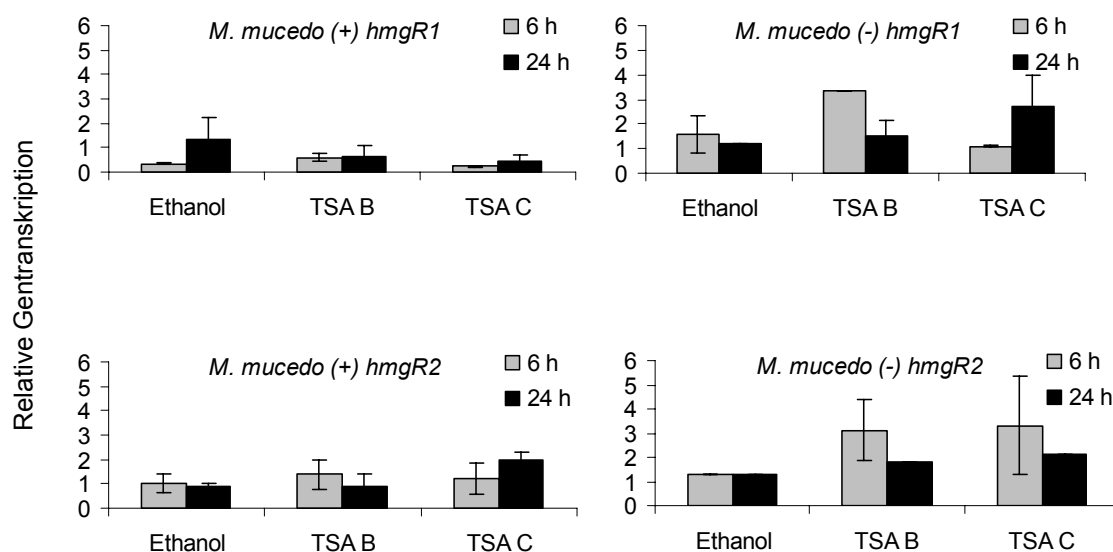 Relative Gentranskription
M. mucedo (+) hmgR1
6 h
24 h
6
5
4
3
2
1
0
Ethanol TSA B TSA C
M. mucedo (-) hmgR1
6 h
24 h
6
5
4
3
2
1
0
Ethanol TSA B TSA C
M. mucedo (+) hmgR2
6 h
24 h
6
5
4
3
2
1
0
Ethanol TSA B TSA C
M. mucedo (-) hmgR2
6 h
24 h
6
5
4
3
2
1
0
Ethanol TSA B TSA C